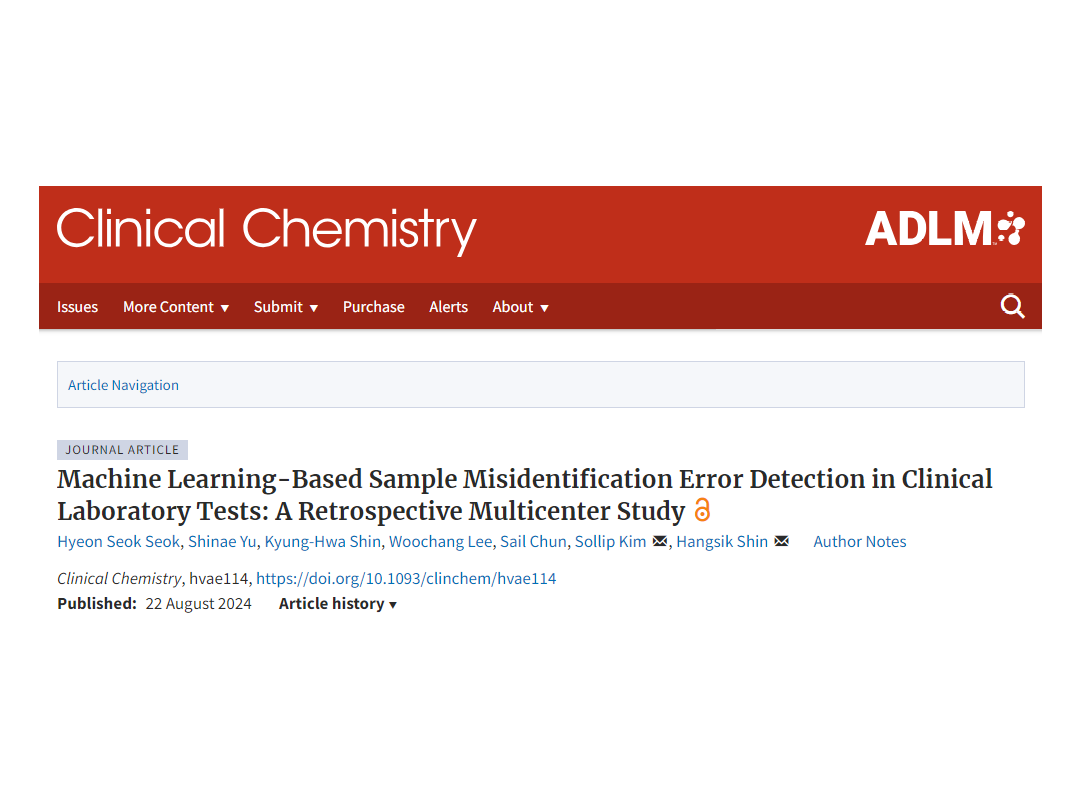 Clinical Chemistry
ADLM
Issues More Content Submit Purchase Alerts About
Article Navigation
JOURNAL ARTICLE
Machine Learning-Based Sample Misidentification Error Detection in Clinical
Laboratory Tests: A Retrospective Multicenter Study
Hyeon Seok Seok, Shinae Yu, Kyung-Hwa Shin, Woochang Lee, Sail Chun, Sollip Kim, Hangsik Shin Author Notes
Clinical Chemistry, hvae114, https://doi.org/10.1093/clinchem/hvae114
Published: 22 August 2024 Article history